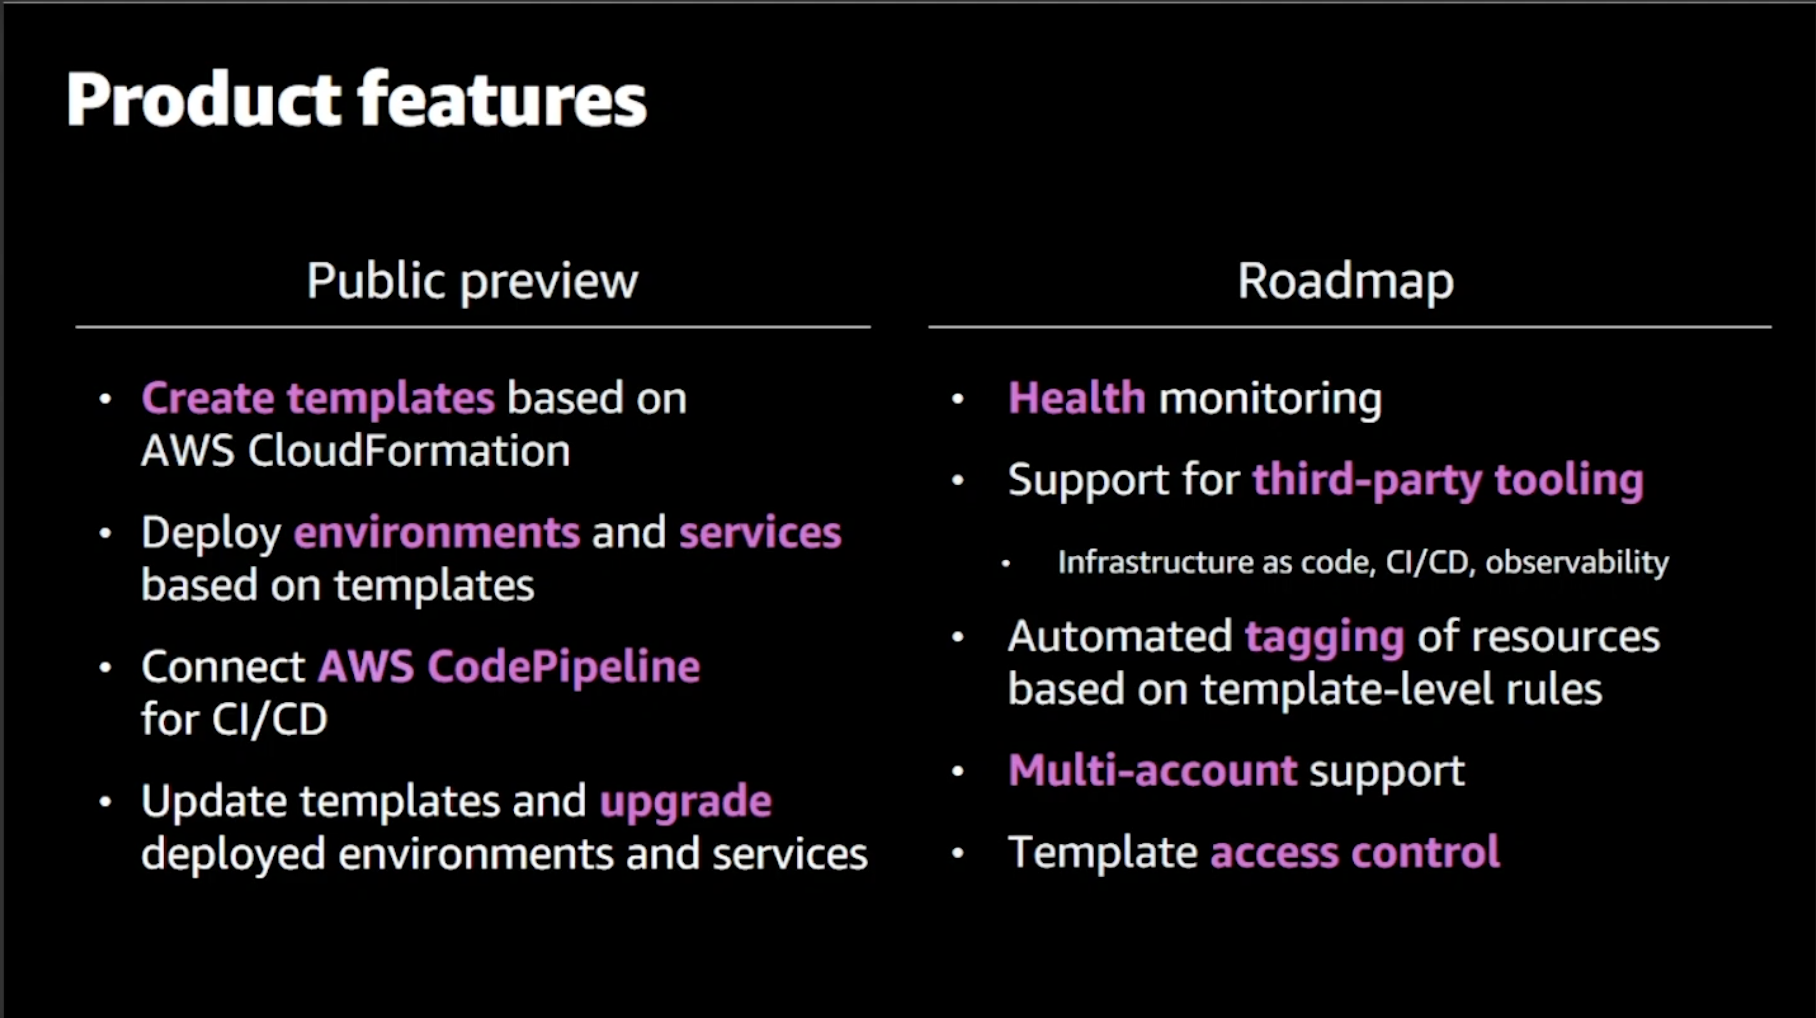 Product features
Public preview
• Create templates based on
AWS CloudFormation
• Deploy environments and services
based on templates
• Connect AWS CodePipeline
for CI/CD
• Update templates and upgrade
deployed environments and services
Roadmap
• Health monitoring
• Support for third-party tooling
• Infrastructure as code, CI/CD, observability
• Automated tagging of resources
based on template-level rules
• Multi-account support
• Template access control